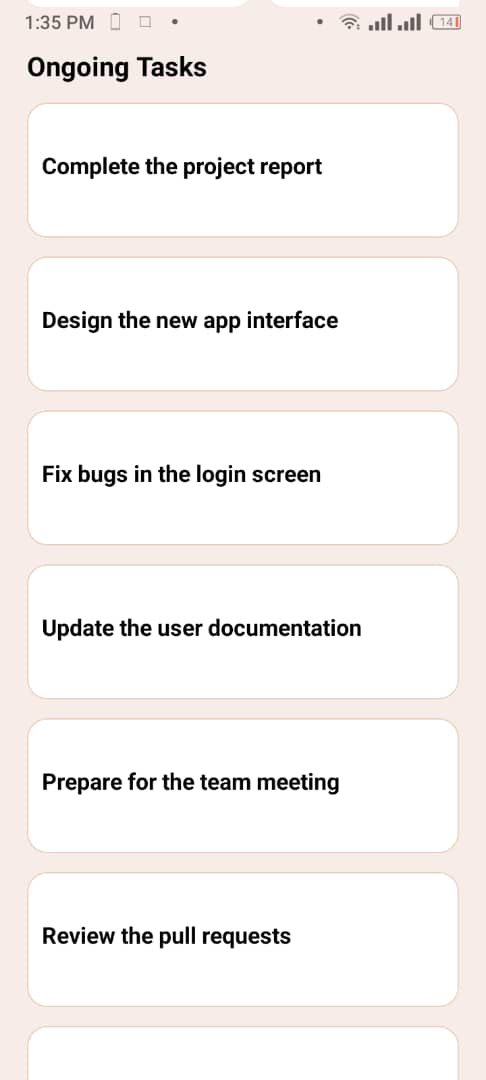 1:35 PM
14
Ongoing Tasks
Complete the project report
Design the new app interface
Fix bugs in the login screen
Update the user documentation
Prepare for the team meeting
Review the pull requests